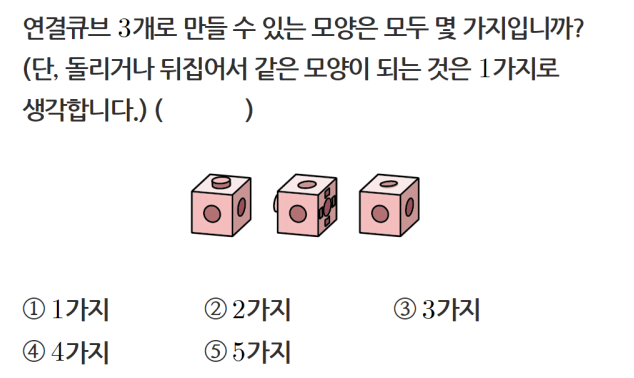 연결큐브 3개로 만들 수 있는 모양은 모두 몇 가지입니까?
(단, 돌리거나 뒤집어서 같은 모양이 되는 것은 1가지로
생각합니다.) (      )
① 1가지 ② 2가지 ③ 3가지
④ 4가지 ⑤ 5가지